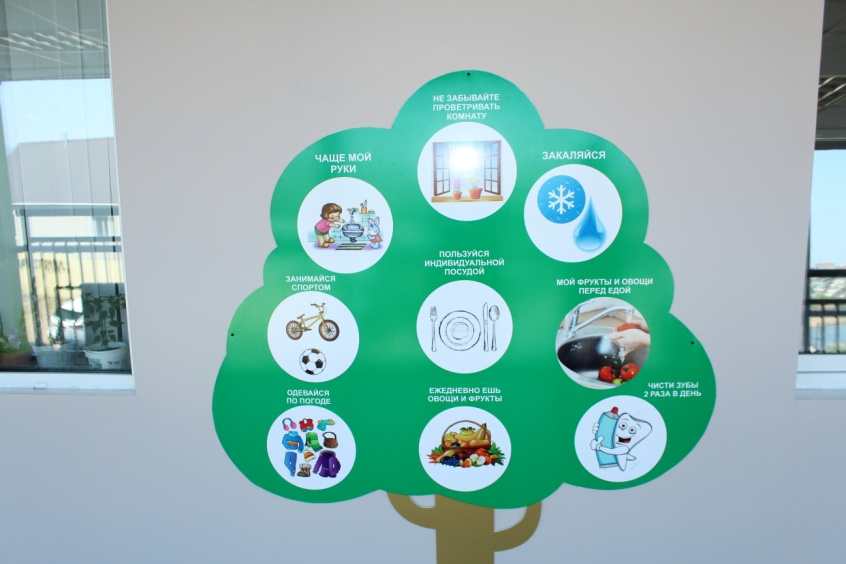 НЕ ЗАБЫВАЙТЕ
ПРОВЕТРИВАТЬ
КОМНАТУ
ЧАЩЕ МОЙ
РУКИ
ЗАКАЛЯЙСЯ
ПОЛЬЗУЙСЯ
ИНДИВИДУАЛЬНОЙ
ПОСУДОЙ
ЗАНИМАЙСЯ
СПОРТОМ
МОЙ ФРУКТЫ И ОВОЩИ
ПЕРЕД ЕДОЙ
ОДЕВАЙСЯ
ПО ПОГОДЕ
ЕЖЕДНЕВНО ЕШЬ
ОВОЩИ И ФРУКТЫ
ЧИСТИ ЗУБЫ
2 РАЗА В ДЕНЬ